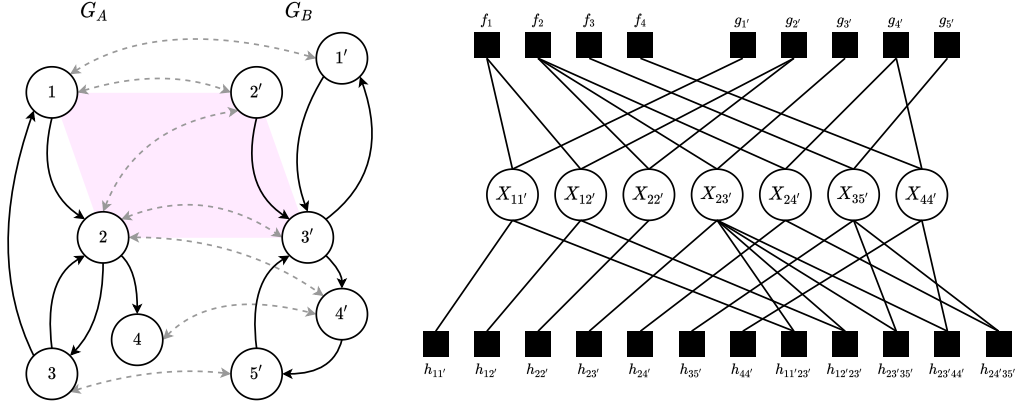 G_A G_B
1 2' 1'
2 3'
4 4'
3 5'
f_1 f_2 f_3 f_4 g_{1'} g_{2'} g_{3'} g_{4'} g_{5'}
X_{11'} X_{12'} X_{22'} X_{23'} X_{24'} X_{35'} X_{44'}
h_{11'} h_{12'} h_{22'} h_{23'} h_{24'} h_{35'} h_{44'} h_{11'23'} h_{12'23'} h_{23'35'} h_{23'44'} h_{24'35'}